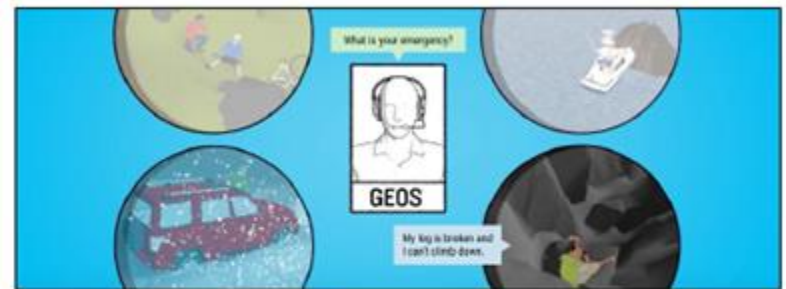 What is your emergency?
GEOS
My leg is broken and
I can't climb down.